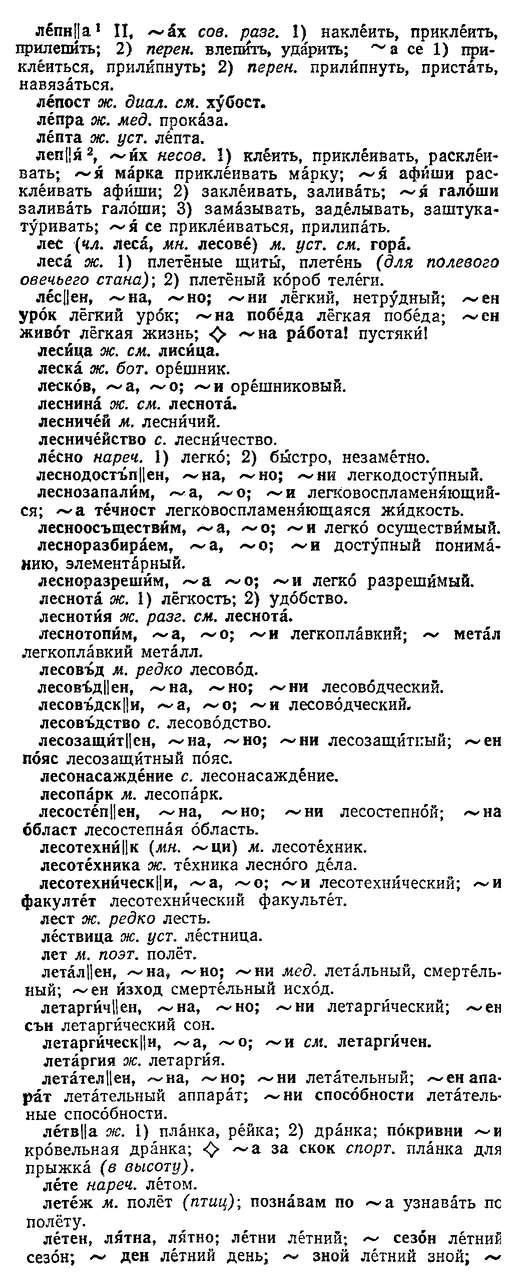 ле́пн||а¹ II, ~а́х сов. разг. 1) накле́ить, прикле́ить,
прилепи́ть; 2) перен. влепи́ть, уда́рить; ~а се 1) при-
кле́иться, прили́пнуть; 2) перен. прили́пнуть, приста́ть,
навяза́ться.
ле́пост ж. диал. см. ху́бост.
ле́пра ж. мед. прока́за.
ле́пта ж. уст. ле́пта.
леп||я́², ~и́х несов. 1) кле́ить, прикле́ивать, раскле́и-
вать; ~я́ ма́рка прикле́ивать ма́рку; ~я́ афи́ши рас-
кле́ивать афи́ши; 2) закле́ивать, залива́ть; ~я́ гало́ши
залива́ть гало́ши; 3) зама́зывать, заде́лывать, заштука-
ту́ривать; ~я́ се прикле́иваться, прилипа́ть.
лес (чл. леса́, мн. лесове́) м. уст. см. гора́.
леса́ ж. 1) плетёные щиты́, плете́нь (для полевого
овечьего стана); 2) плетёный ко́роб теле́ги.
ле́с||ен, ~на, ~но; ~ни лёгкий, нетру́дный; ~ен
уро́к лёгкий уро́к; ~на побе́да лёгкая побе́да; ~ен
живо́т лёгкая жизнь; ◇ ~на ра́бота! пустяки́!
леси́ца ж. см. лиси́ца.
леска́ ж. бот. оре́шник.
леско́в, ~а, ~о; ~и оре́шниковый.
леснина́ ж. см. леснота́.
лесниче́й м. лесни́чий.
лесниче́йство с. лесни́чество.
ле́сно нареч. 1) легко́; 2) бы́стро, незаме́тно.
леснодостъ́п||ен, ~на, ~но; ~ни легкодосту́пный.
леснозапали́м, ~а, ~о; ~и легковоспламеня́ющий-
ся; ~а те́чност легковоспламеня́ющаяся жи́дкость.
лесноосъществи́м, ~а, ~о; ~и легко́ осуществи́мый.
лесноразбира́ем, ~а, ~о; ~и досту́пный понима́-
нию, элемента́рный.
лесноразреши́м, ~а ~о; ~и легко́ разреши́мый.
леснота́ ж. 1) лёгкость; 2) удо́бство.
леснотия́ ж. разг. см. леснота́.
леснотопи́м, ~а, ~о; ~и легкопла́вкий; ~ мета́л
легкопла́вкий мета́лл.
лесовъ́д м. редко лесово́д.
лесовъ́д||ен, ~на, ~но; ~ни лесово́дческий.
лесовъ́дск||и, ~а, ~о; ~и лесово́дческий.
лесовъ́дство с. лесово́дство.
лесозащи́т||ен, ~на, ~но; ~ни лесозащи́тный; ~ен
по́яс лесозащи́тный по́яс.
лесонасажде́ние с. лесонасажде́ние.
лесопа́рк м. лесопа́рк.
лесосте́п||ен, ~на, ~но; ~ни лесостепно́й; ~на
о́бласт лесостепна́я о́бласть.
лесотехни́||к (мн. ~ци) м. лесоте́хник.
лесоте́хника ж. те́хника лесно́го де́ла.
лесотехни́ческ||и, ~а, ~о; ~и лесотехни́ческий; ~и
факулте́т лесотехни́ческий факульте́т.
лест ж. редко лесть.
ле́ствица ж. уст. ле́стница.
лет м. поэт. полёт.
лета́л||ен, ~на, ~но; ~ни мед. лета́льный, смерте́ль-
ный; ~ен и́зход смерте́льный исхо́д.
летарги́ч||ен, ~на, ~но; ~ни летарги́ческий; ~ен
сън летарги́ческий сон.
летарги́ческ||и, ~а, ~о; ~и см. летарги́чен.
лета́ргия ж. летарги́я.
лета́тел||ен, ~на, ~но; ~ни лета́тельный; ~ен апа-
ра́т лета́тельный аппара́т; ~ни спосо́бности лета́тель-
ные спосо́бности.
ле́тв||а ж. 1) пла́нка, ре́йка; 2) дра́нка; по́кривни ~и
крове́льная дра́нка; ◇ ~а за скок спорт. пла́нка для
прыжка́ (в высоту).
ле́те нареч. ле́том.
лете́ж м. полёт (птиц); позна́вам по ~а узнава́ть по
полёту.
ле́тен, ля́тна, ля́тно; ле́тни ле́тний; ~ сезо́н ле́тний
сезо́н; ~ ден ле́тний день; ~ зной ле́тний зной; ~